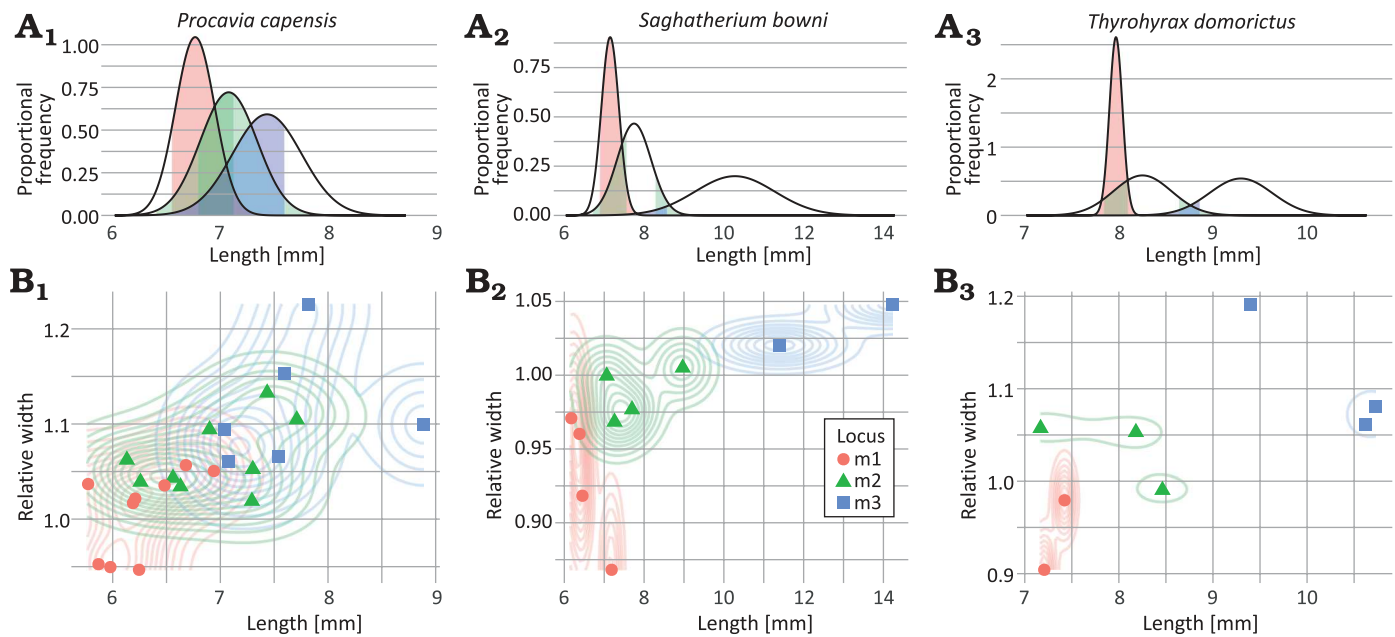 A1
Procavia capensis
1.00
0.75
0.50
0.25
0.00
Proportional
frequency
6
7
8
9
Length [mm]
A2
Saghatherium bowni
0.75
0.50
0.25
0.00
Proportional
frequency
6
8
10
12
14
Length [mm]
A3
Thyrohyrax domorictus
2
1
0
Proportional
frequency
7
8
9
10
Length [mm]
B1
1.2
1.1
1.0
Relative width
6
7
8
9
Length [mm]
B2
1.05
1.00
0.95
0.90
Relative width
Locus
m1
m2
m3
6
8
10
12
14
Length [mm]
B3
1.2
1.1
1.0
0.9
Relative width
7
8
9
10
Length [mm]